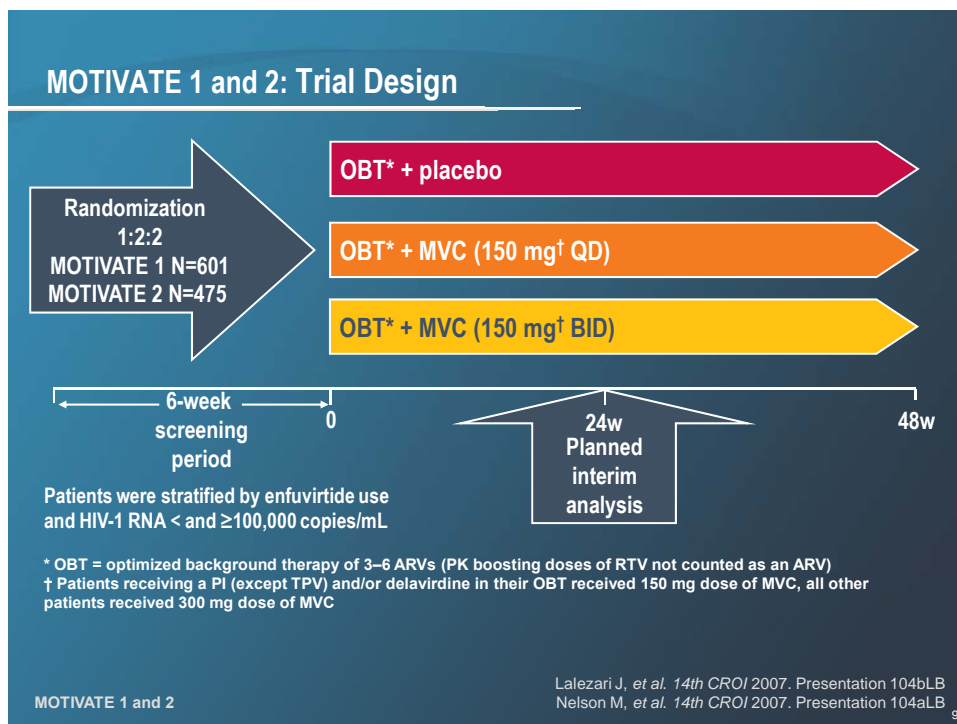 MOTIVATE 1 and 2: Trial Design
Randomization
1:2:2
MOTIVATE 1 N=601
MOTIVATE 2 N=475
OBT* + placebo
OBT* + MVC (150 mg† QD)
OBT* + MVC (150 mg† BID)
6-week
screening
period
0
24w
Planned
interim
analysis
48w
Patients were stratified by enfuvirtide use
and HIV-1 RNA < and ≥100,000 copies/mL
* OBT = optimized background therapy of 3–6 ARVs (PK boosting doses of RTV not counted as an ARV)
† Patients receiving a PI (except TPV) and/or delavirdine in their OBT received 150 mg dose of MVC, all other
patients received 300 mg dose of MVC
MOTIVATE 1 and 2
Lalezari J, et al. 14th CROI 2007. Presentation 104bLB
Nelson M, et al. 14th CROI 2007. Presentation 104aLB
9